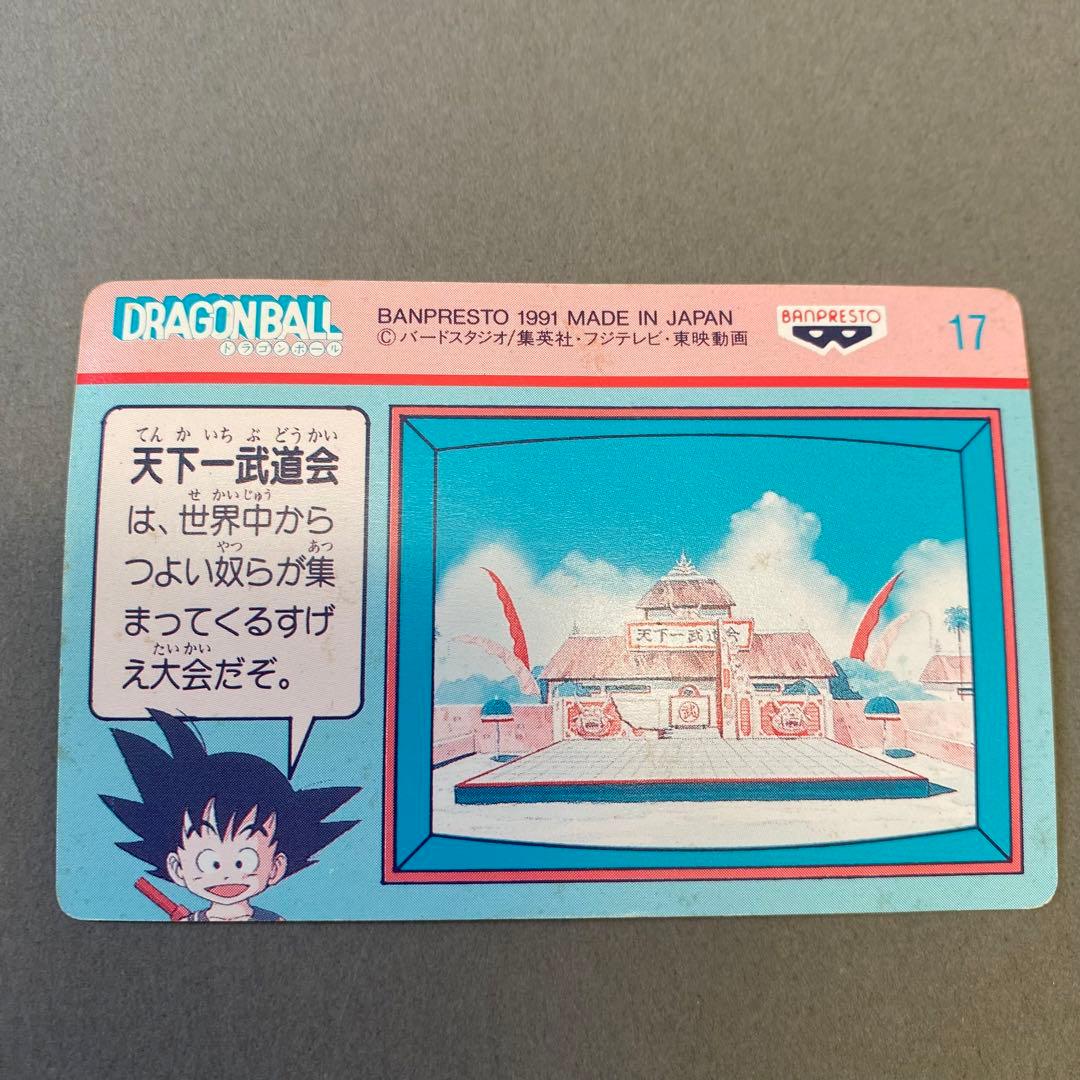 DRAGONBALL
ドラゴンボール
BANPRESTO 1991 MADE IN JAPAN
Ⓒバードスタジオ/集英社・フジテレビ・東映動画
BANPRESTO
17
てんかいちぶどうかい
天下一武道会
せかいじゅう
は、世界中から
やつ あつ
つよい奴らが集
まってくるすげ
たいかい
え大会だぞ。
天下一武道会
武